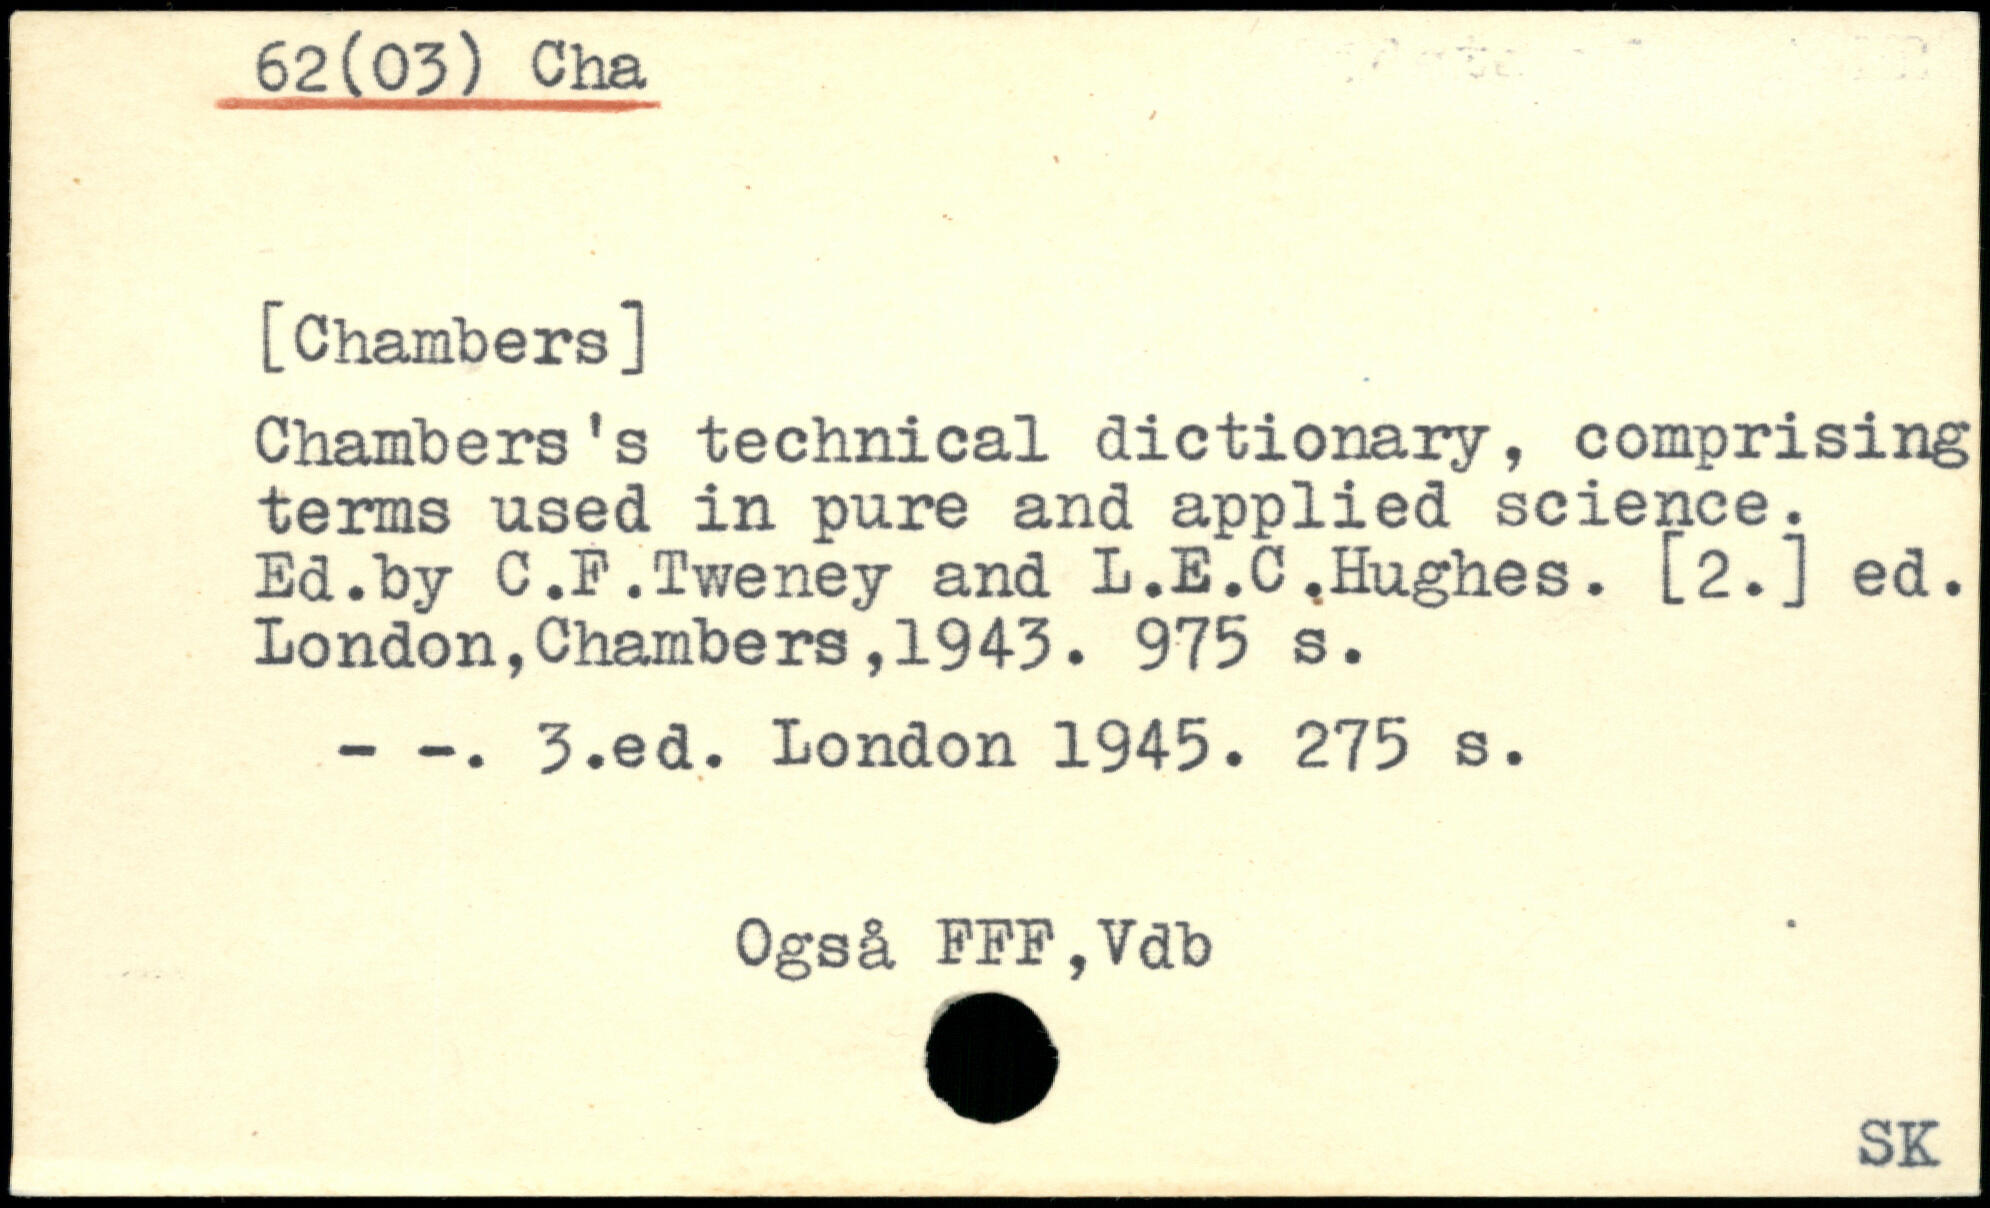 62(03) Cha
[Chambers]
Chambers's technical dictionary, comprising
terms used in pure and applied science.
Ed.by C.F.Tweney and L.E.C.Hughes. [2.] ed.
London,Chambers,1943. 975 s.
- -. 3.ed. London 1945. 275 s.
Også FFF,Vdb
SK